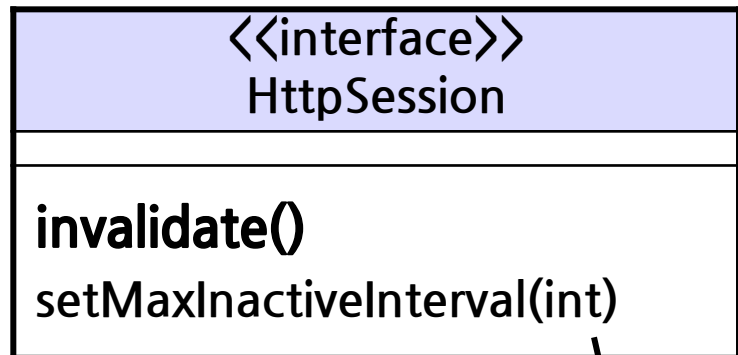 <<interface>>
HttpSession
invalidate()
setMaxInactiveInterval(int)